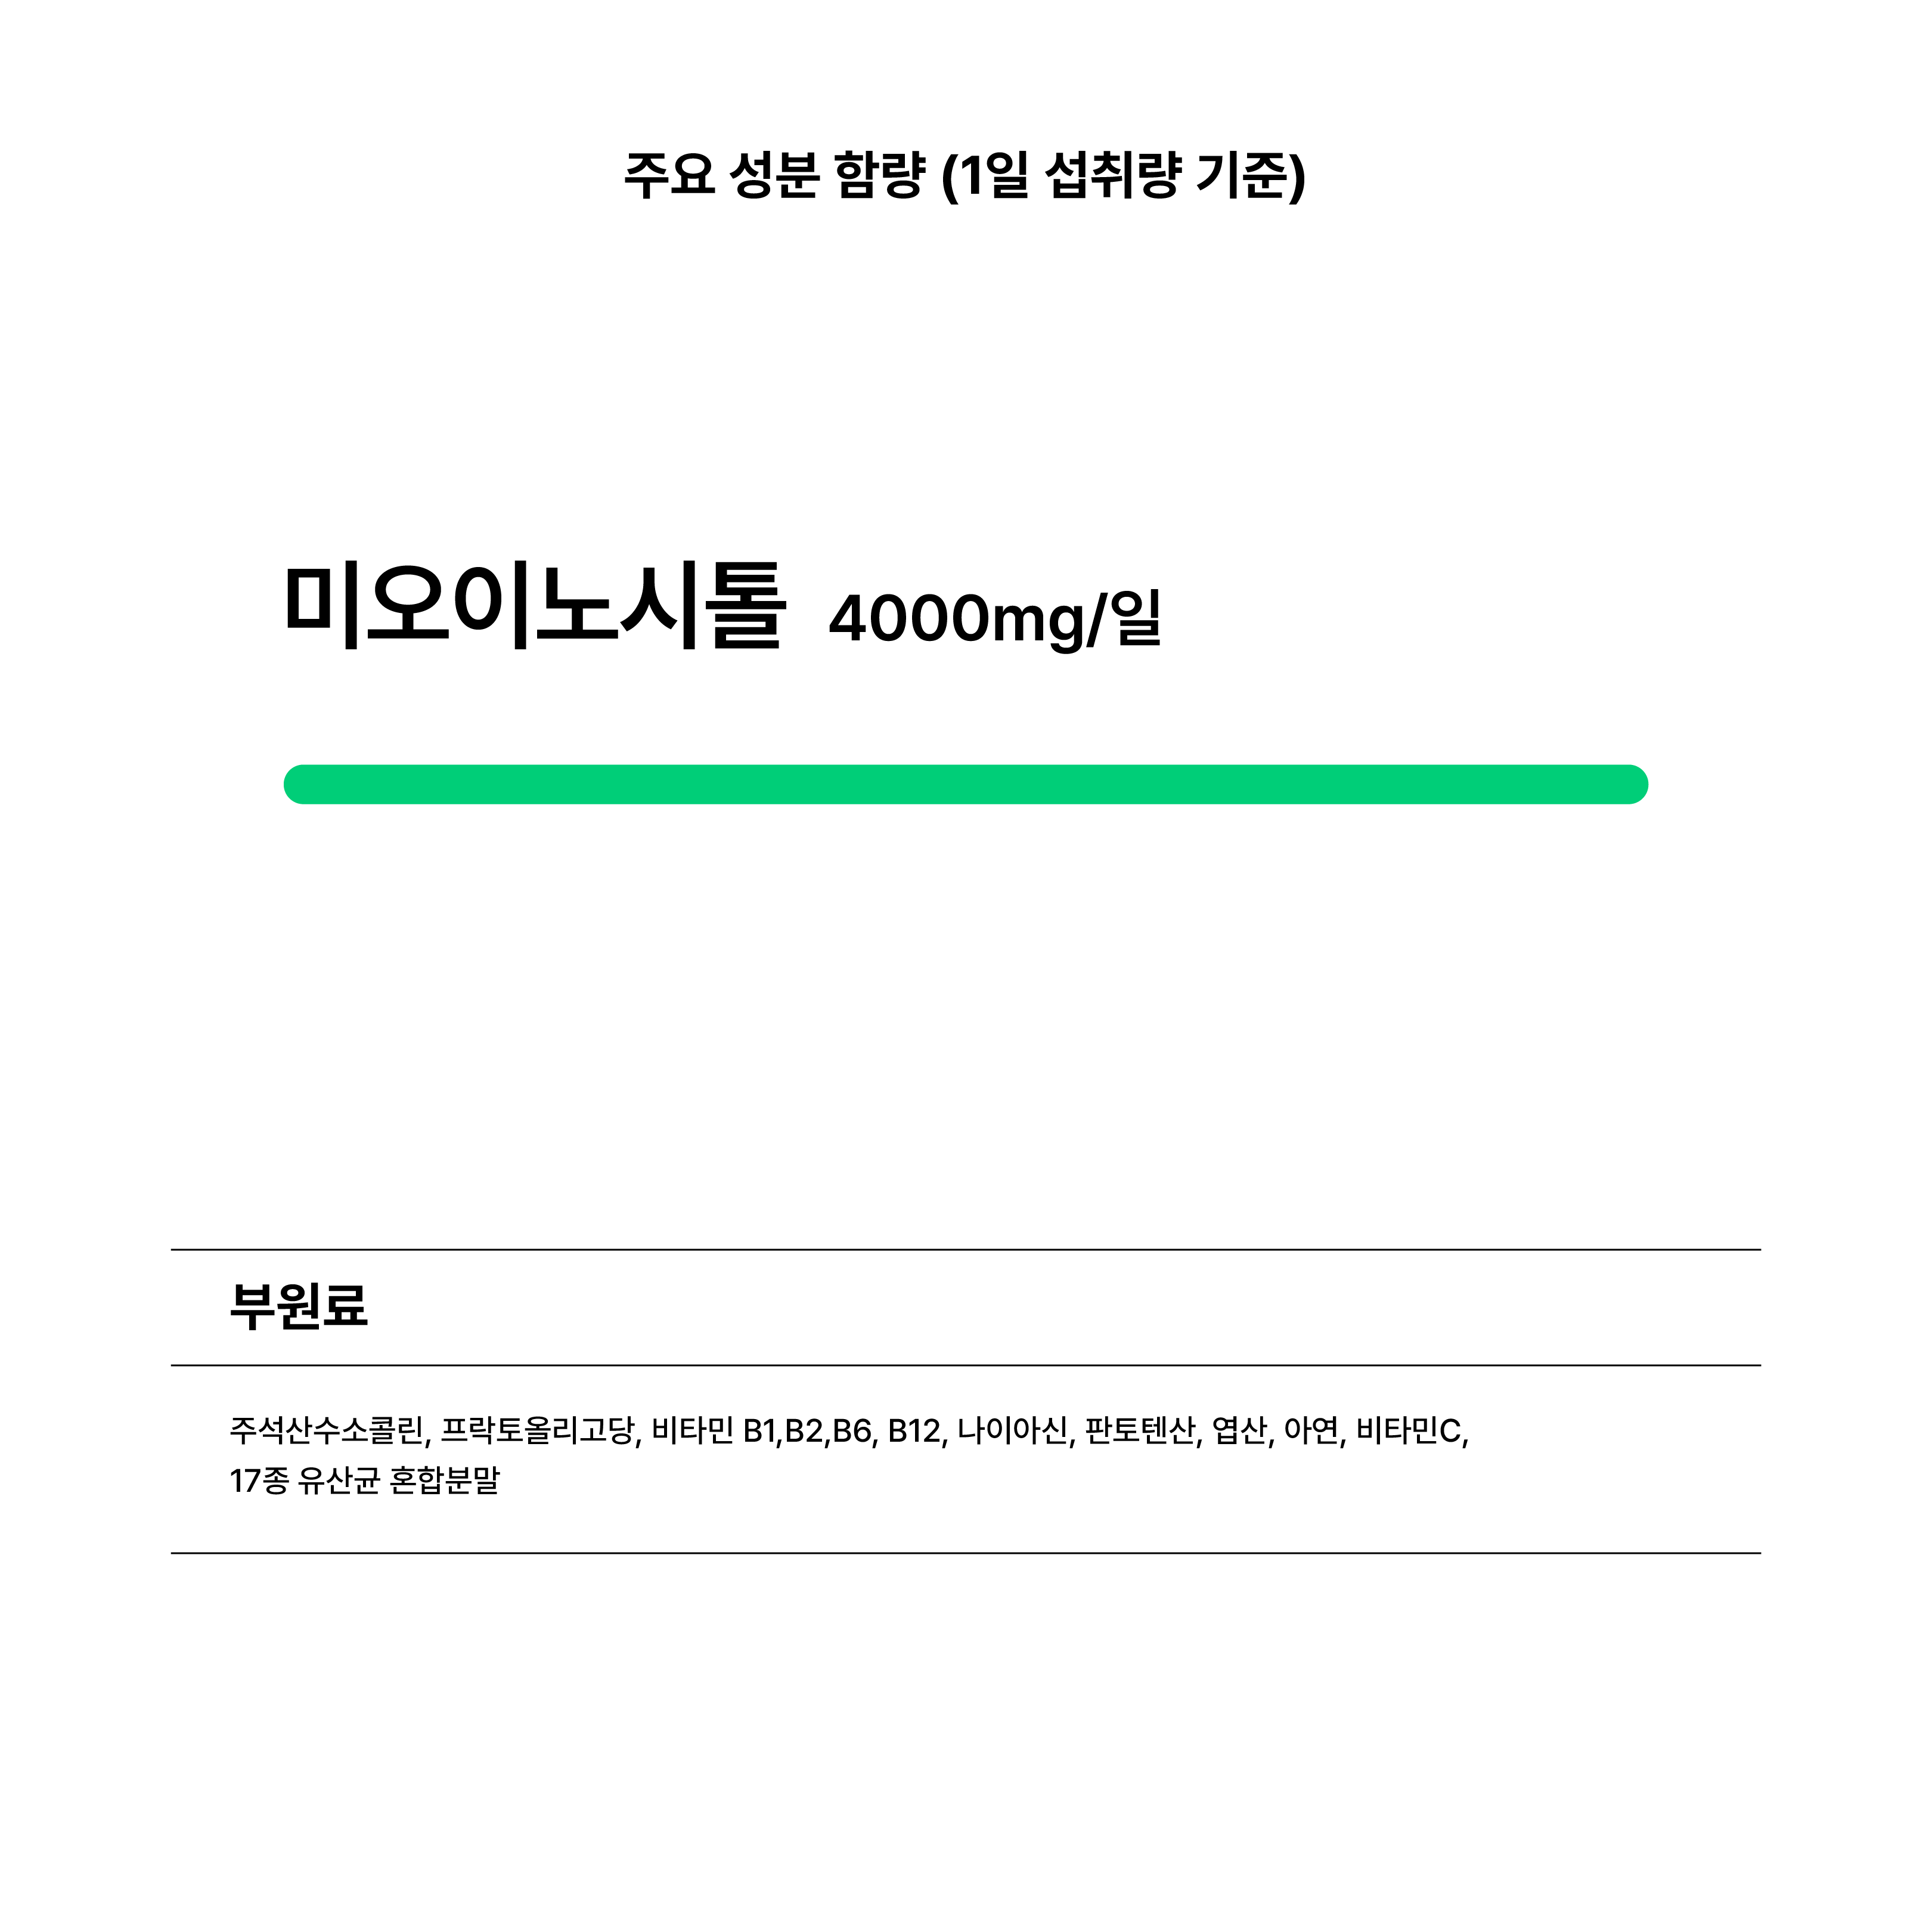 주요 성분 함량 (1일 섭취량 기준)
미오이노시톨 4000mg/일
부원료
주석산수소콜린, 프락토올리고당, 비타민 B1,B2,B6, B12, 나이아신, 판토텐산, 엽산, 아연, 비타민C,
17종 유산균 혼합분말